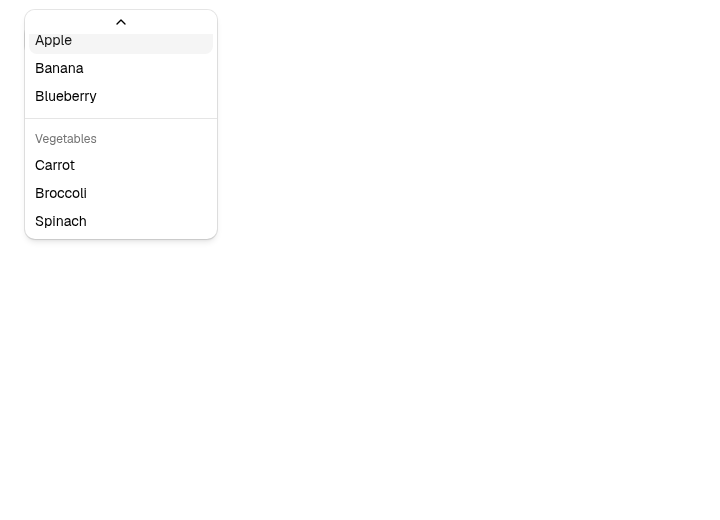 Apple
Banana
Blueberry
Vegetables
Carrot
Broccoli
Spinach